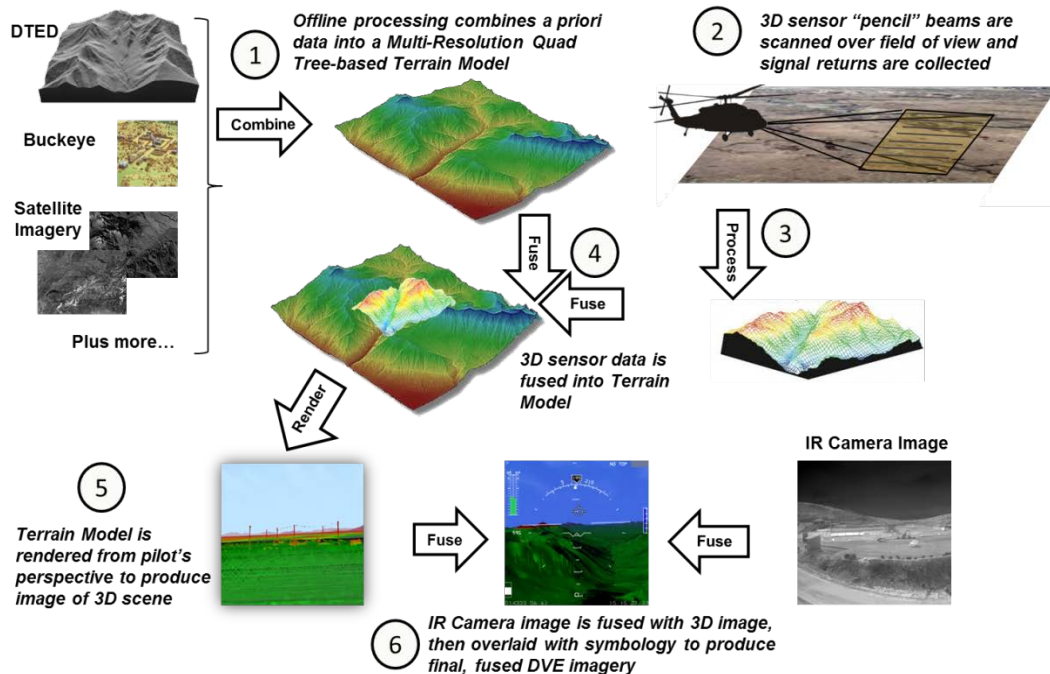 DTED
1
Offline processing combines a priori
data into a Multi-Resolution Quad
Tree-based Terrain Model
2
3D sensor “pencil” beams are
scanned over field of view and
signal returns are collected
Combine
Buckeye
Satellite
Imagery
Plus more…
Fuse
4
Fuse
Process
3
3D sensor data is
fused into Terrain
Model
Render
IR Camera Image
5
Terrain Model is
rendered from pilot’s
perspective to produce
image of 3D scene
Fuse
NO TOP
Fuse
6
IR Camera image is fused with 3D image,
then overlaid with symbology to produce
final, fused DVE imagery